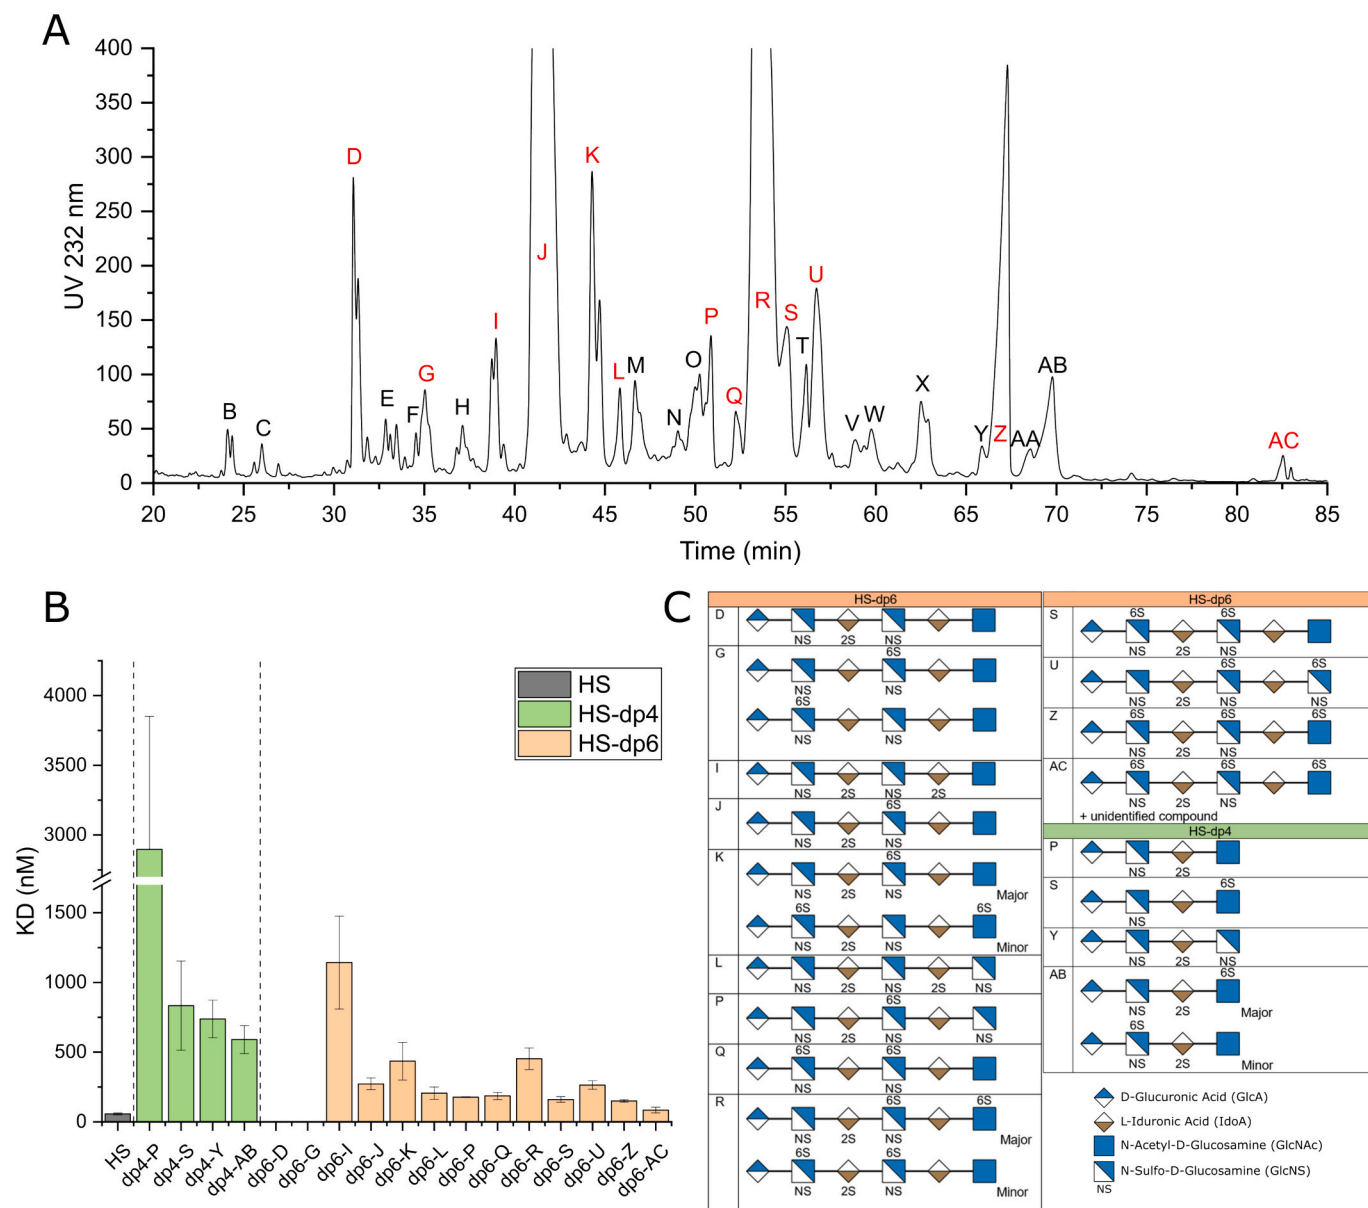 A
UV 232 nm
400
350
300
250
200
150
100
50
0
B
C
D
E
F
G
H
I
J
K
L
M
N
O
P
Q
R
S
T
U
V
W
X
Y
Z
AA
AB
AC
20 25 30 35 40 45 50 55 60 65 70 75 80 85
Time (min)
B
KD (nM)
4000
3500
3000
1500
1000
500
0
HS
HS-dp4
HS-dp6
HS dp4-P dp4-S dp4-Y dp4-AB dp6-D dp6-G dp6-I dp6-J dp6-K dp6-L dp6-P dp6-Q dp6-R dp6-S dp6-U dp6-Z dp6-AC
C
HS-dp6
D
NS 2S NS
G
6S
NS NS
6S
NS NS
I
NS 2S NS 2S
J
6S
NS 2S NS
K
6S
NS 2S NS
Major
6S 6S
NS 2S NS
Minor
L
NS 2S NS 2S NS
P
6S
NS 2S NS NS
Q
6S 6S
NS NS
R
6S 6S
NS 2S NS
Major
6S 6S
NS 2S NS
Minor
HS-dp6
S
6S 6S
NS 2S NS
U
6S 6S
NS 2S NS NS
Z
6S 6S 6S
NS 2S NS
AC
6S 6S 6S
NS 2S NS
+ unidentified compound
HS-dp4
P
NS 2S
S
6S
NS
Y
NS 2S NS
AB
6S
NS 2S
Major
6S
NS 2S
Minor
D-Glucuronic Acid (GlcA)
L-Iduronic Acid (IdoA)
N-Acetyl-D-Glucosamine (GlcNAc)
N-Sulfo-D-Glucosamine (GlcNS)
NS